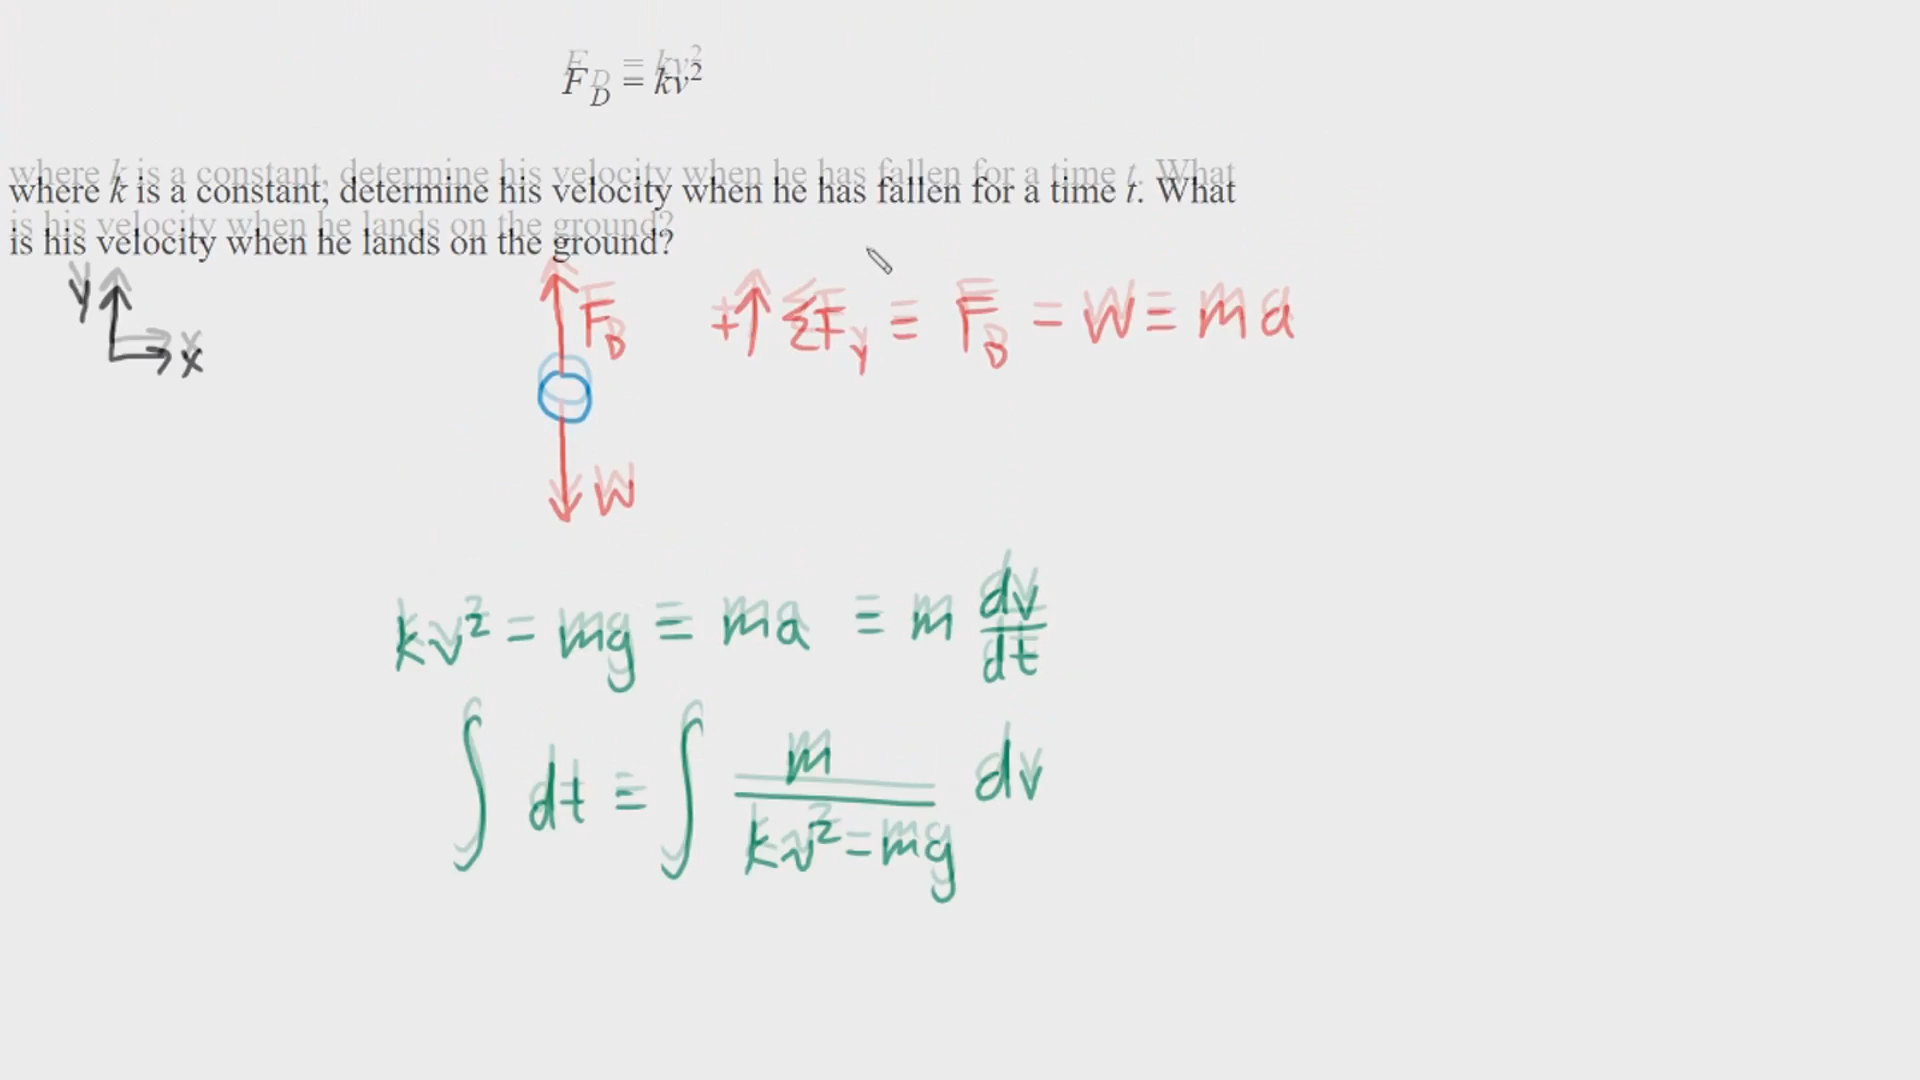 F_D = kv²
where k is a constant, determine his velocity when he has fallen for a time t. What
is his velocity when he lands on the ground?
y
x
F_D
W
+↑ ΣF_y = F_D - W = ma
kv² - mg = ma = m dv/dt
∫ dt = ∫ m/(kv² - mg) dv